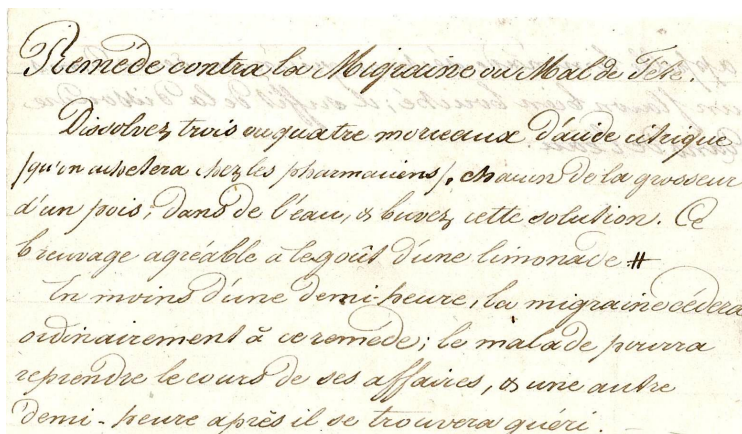 Remède contra la Migraine ou Mal de Tête.
Dissolvez trois ou quatre morceaux d'acide citrique
/qu'on achetera chez les pharmaciens/, chacun de la grosseur
d'un pois, dans de l'eau, & buvez cette solution. Ce
breuvage agréable à le goût d'une limonade #
En moins d'une demi-heure, la migraine cédera
ordinairement à ce remède; le malade pourra
reprendre le cours de ses affaires, & une autre
demi-heure après il se trouvera guéri.